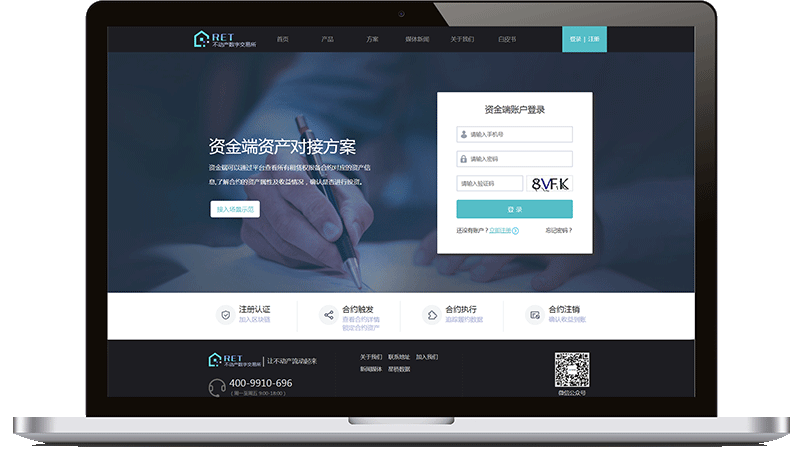 RET
不动产数字交易所
首页 产品 方案 媒体新闻 关于我们 白皮书 登录 | 注册
资金端资产对接方案
资金端可以通过平台查看所有租赁权报备合约对应的资产信
息,了解合约的资产属性及收益情况，确认是否进行投资。
接入场景示范
资金端账户登录
请输入手机号
请输入密码
请输入验证码 8VFK
登 录
还没有账户？立即注册 忘记密码？
注册认证
加入区块链
合约触发
查看合约详情
锁定合约资产
合约执行
追踪履约数据
合约注销
确认收益到账
RET
不动产数字交易所
让不动产流动起来
400-9910-696
（周一至周五 9:00-18:00）
关于我们 联系地址 加入我们
新闻媒体 星桥数据
微信公众号